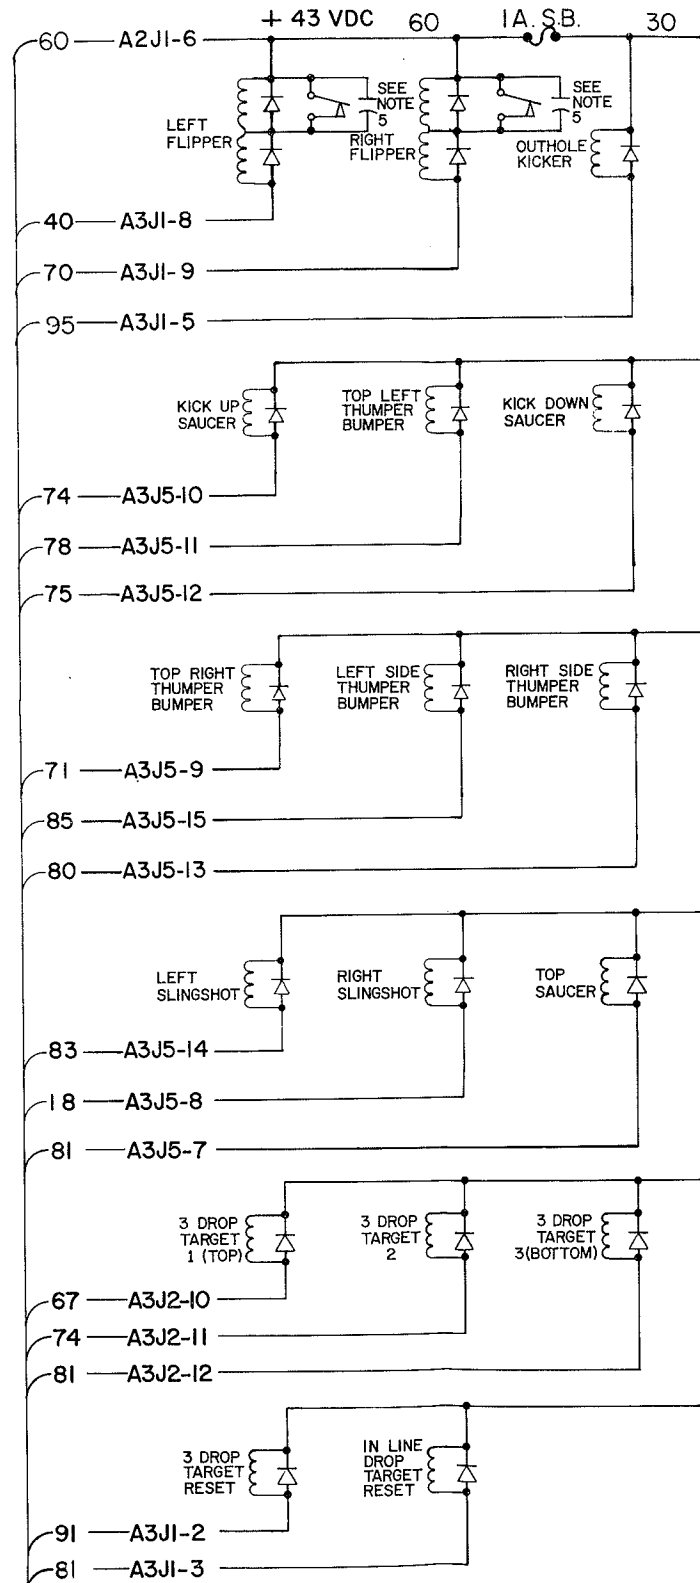 60 A2J1-6 + 43 VDC 60 1A. S.B. 30
LEFT
FLIPPER
SEE
NOTE
5
RIGHT
FLIPPER
SEE
NOTE
5
OUTHOLE
KICKER
40 A3J1-8
70 A3J1-9
95 A3J1-5
KICK UP
SAUCER
TOP LEFT
THUMPER
BUMPER
KICK DOWN
SAUCER
74 A3J5-10
78 A3J5-11
75 A3J5-12
TOP RIGHT
THUMPER
BUMPER
LEFT SIDE
THUMPER
BUMPER
RIGHT SIDE
THUMPER
BUMPER
71 A3J5-9
85 A3J5-15
80 A3J5-13
LEFT
SLINGSHOT
RIGHT
SLINGSHOT
TOP
SAUCER
83 A3J5-14
18 A3J5-8
81 A3J5-7
3 DROP
TARGET
1 (TOP)
3 DROP
TARGET
2
3 DROP
TARGET
3(BOTTOM)
67 A3J2-10
74 A3J2-11
81 A3J2-12
3 DROP
TARGET
RESET
IN LINE
DROP
TARGET
RESET
91 A3J1-2
81 A3J1-3